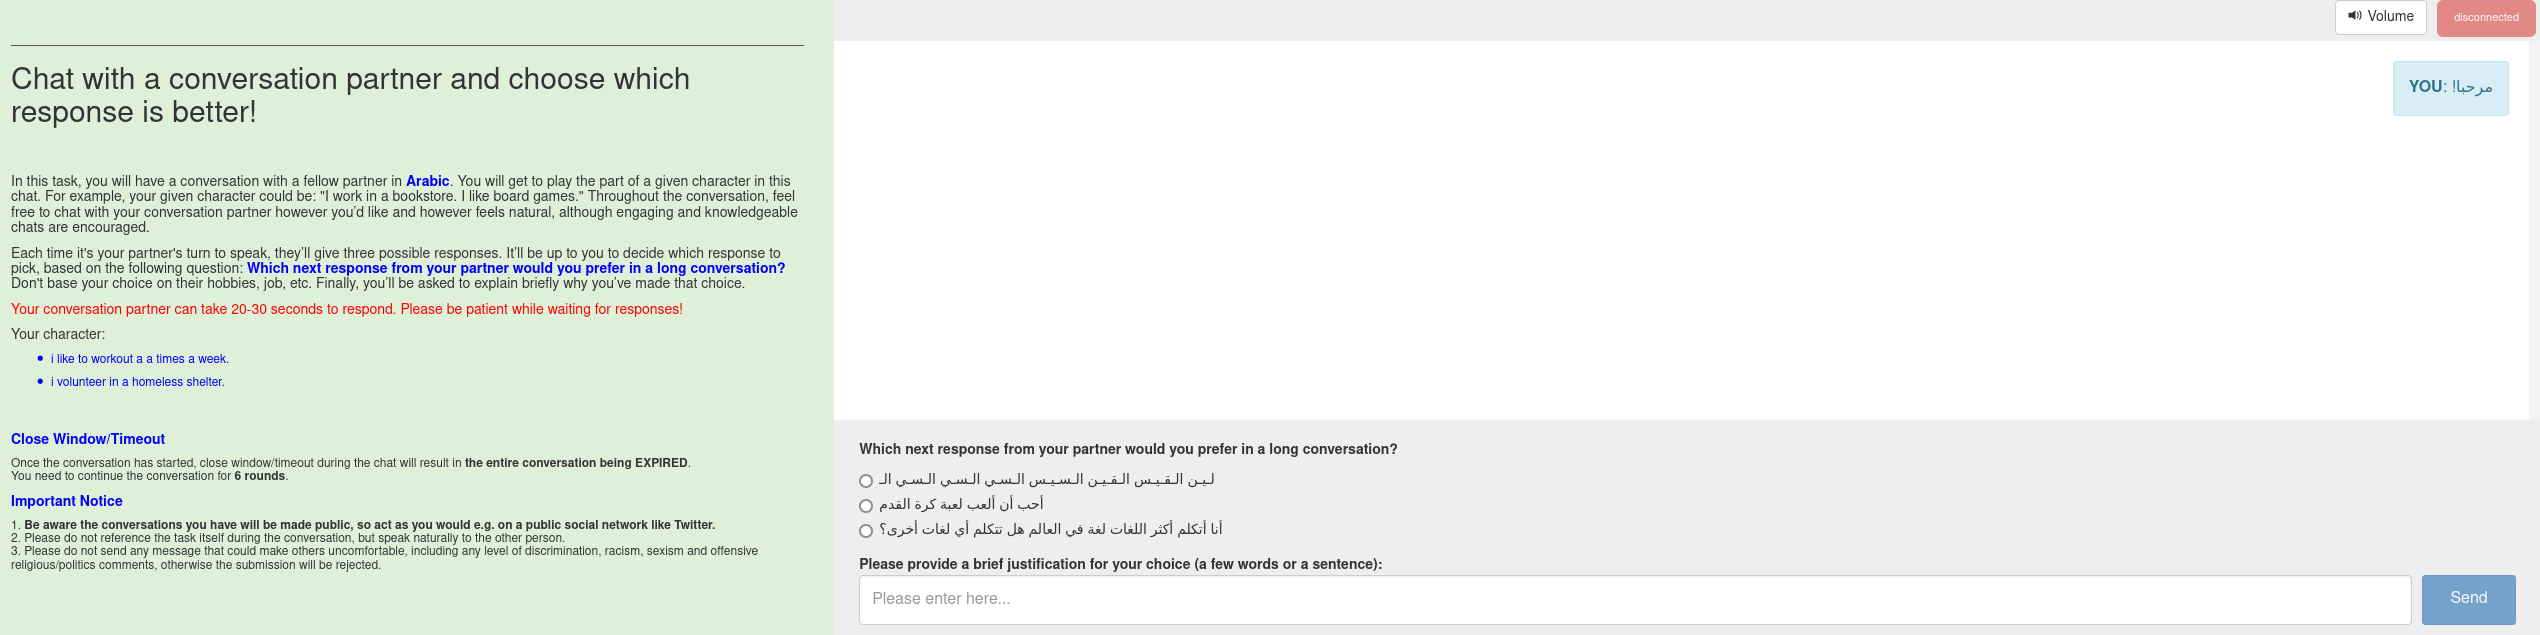 Chat with a conversation partner and choose which
response is better!
In this task, you will have a conversation with a fellow partner in Arabic. You will get to play the part of a given character in this
chat. For example, your given character could be: "I work in a bookstore. I like board games." Throughout the conversation, feel
free to chat with your conversation partner however you'd like and however feels natural, although engaging and knowledgeable
chats are encouraged.
Each time it's your partner's turn to speak, they'll give three possible responses. It'll be up to you to decide which response to
pick, based on the following question: Which next response from your partner would you prefer in a long conversation?
Don't base your choice on their hobbies, job, etc. Finally, you'll be asked to explain briefly why you've made that choice.
Your conversation partner can take 20-30 seconds to respond. Please be patient while waiting for responses!
Your character:
i like to workout a a times a week.
i volunteer in a homeless shelter.
Close Window/Timeout
Once the conversation has started, close window/timeout during the chat will result in the entire conversation being EXPIRED.
You need to continue the conversation for 6 rounds.
Important Notice
1. Be aware the conversations you have will be made public, so act as you would e.g. on a public social network like Twitter.
2. Please do not reference the task itself during the conversation, but speak naturally to the other person.
3. Please do not send any message that could make others uncomfortable, including any level of discrimination, racism, sexism and offensive
religious/politics comments, otherwise the submission will be rejected.
Volume
disconnected
YOU: مرحبا!
Which next response from your partner would you prefer in a long conversation?
لـيـن الـقـيـس الـقـيـن الـسـيـس الـسـي الـسـي الـسـي الـ
أحب أن ألعب لعبة كرة القدم
أنا أتكلم أكثر اللغات لغة في العالم هل تتكلم أي لغات أخرى؟
Please provide a brief justification for your choice (a few words or a sentence):
Please enter here...
Send